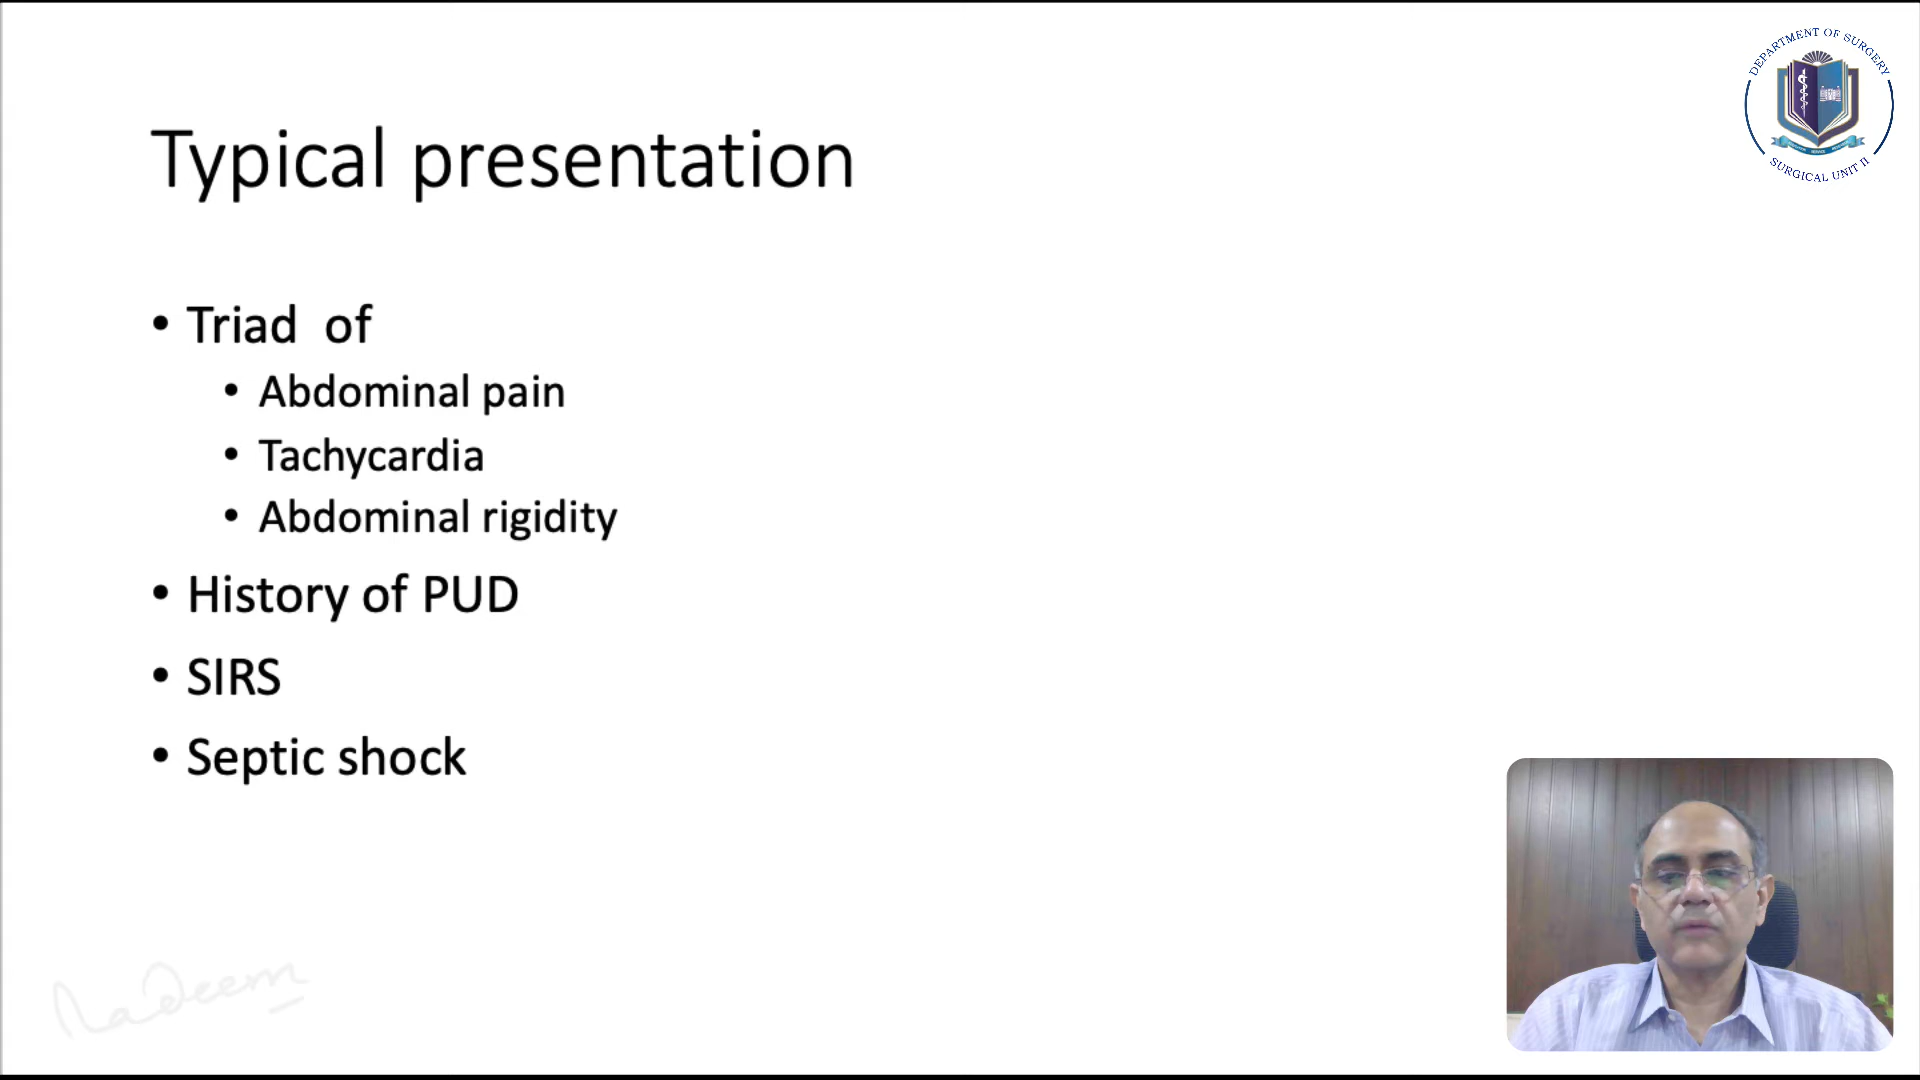 DEPARTMENT OF SURGERY
SURGICAL UNIT II
Typical presentation
• Triad of
• Abdominal pain
• Tachycardia
• Abdominal rigidity
• History of PUD
• SIRS
• Septic shock
Nadeem